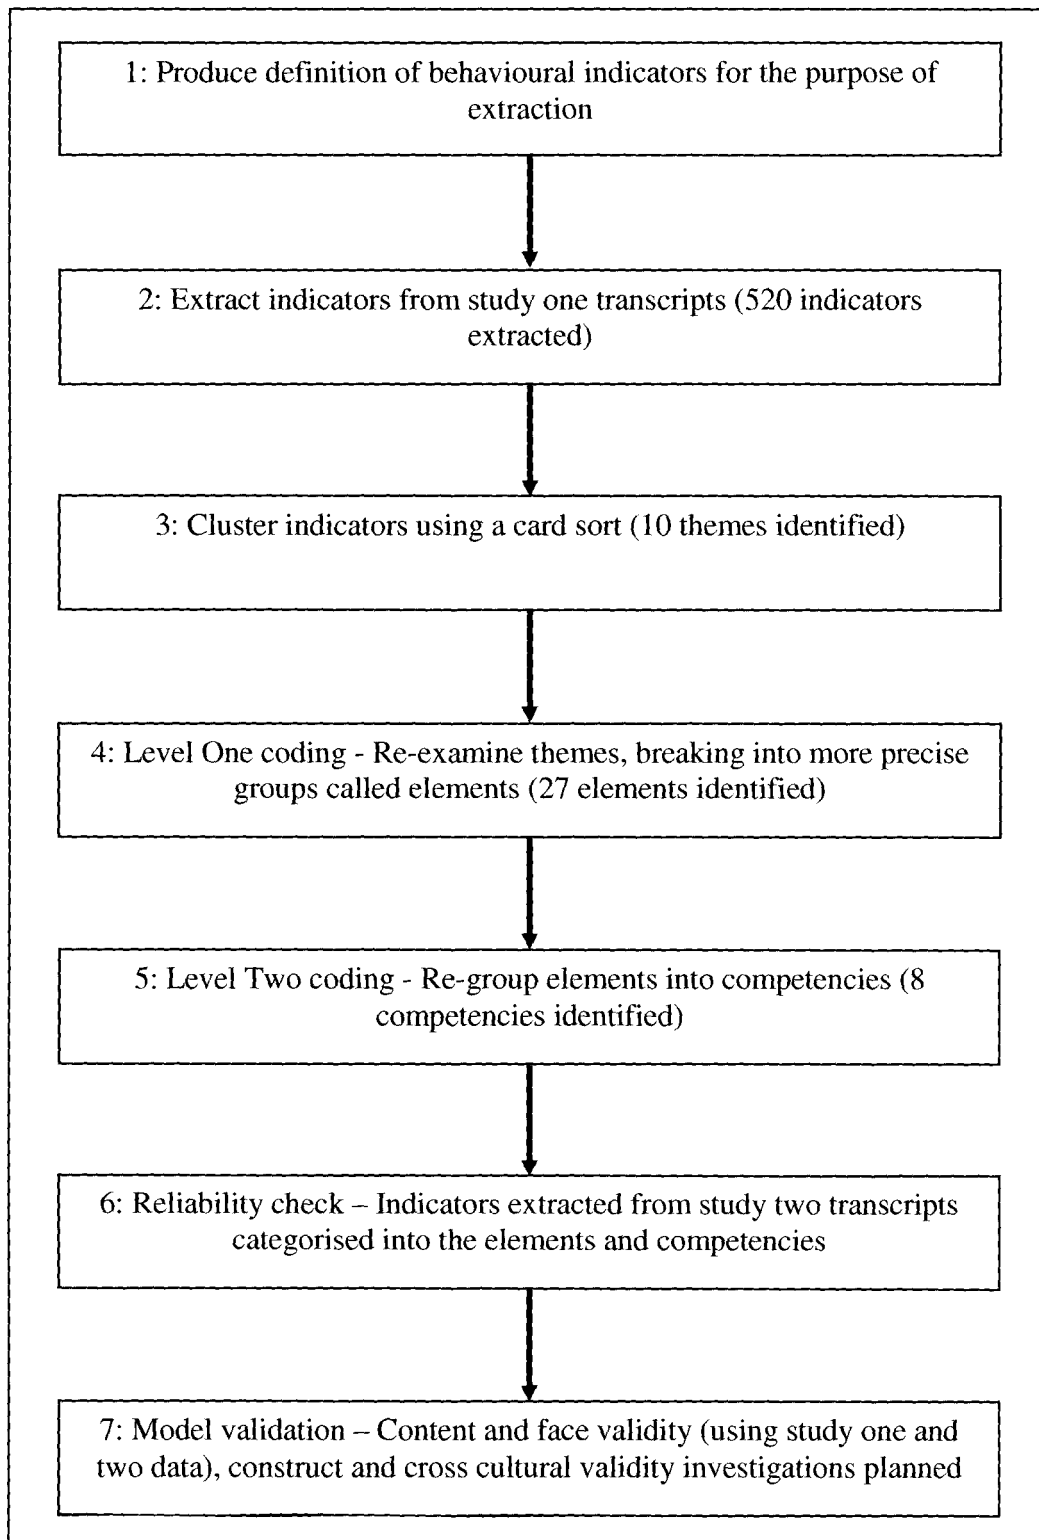 1: Produce definition of behavioural indicators for the purpose of
extraction
2: Extract indicators from study one transcripts (520 indicators
extracted)
3: Cluster indicators using a card sort (10 themes identified)
4: Level One coding - Re-examine themes, breaking into more precise
groups called elements (27 elements identified)
5: Level Two coding - Re-group elements into competencies (8
competencies identified)
6: Reliability check – Indicators extracted from study two transcripts
categorised into the elements and competencies
7: Model validation – Content and face validity (using study one and
two data), construct and cross cultural validity investigations planned